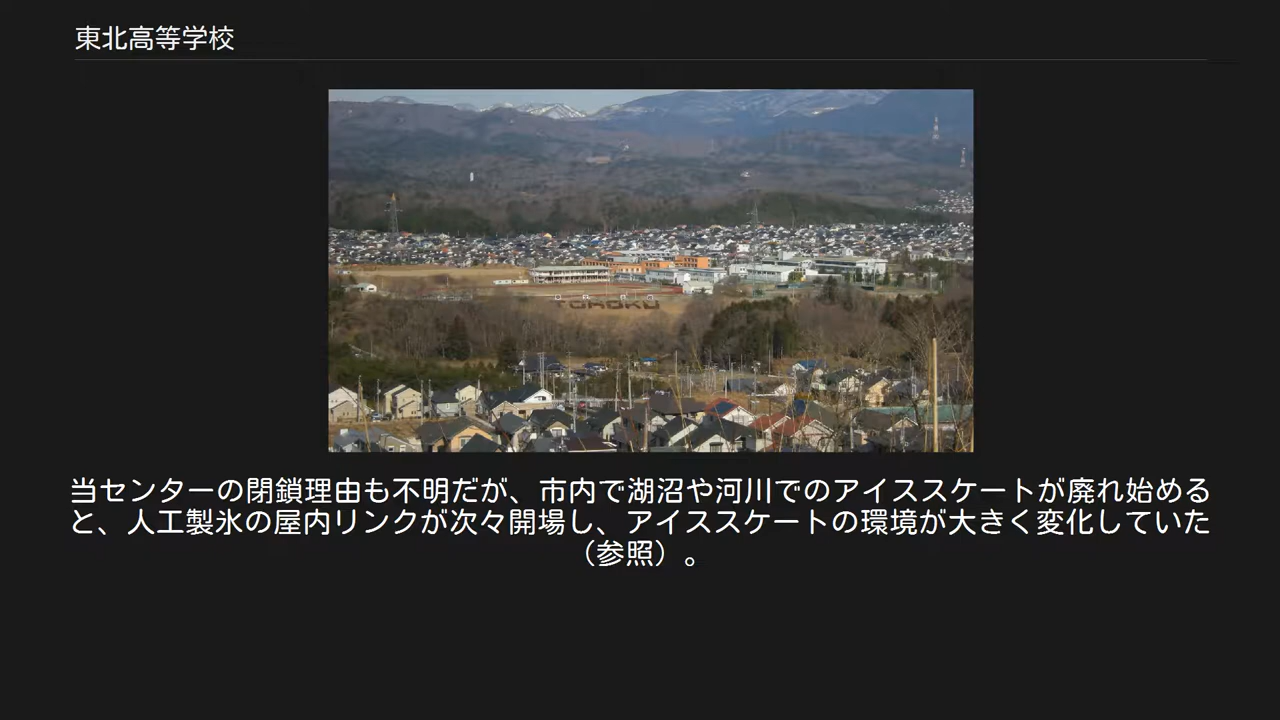 東北高等学校
TOHOKU
当センターの閉鎖理由も不明だが、市内で湖沼や河川でのアイススケートが廃れ始める
と、人工製氷の屋内リンクが次々開場し、アイススケートの環境が大きく変化していた
（参照）。